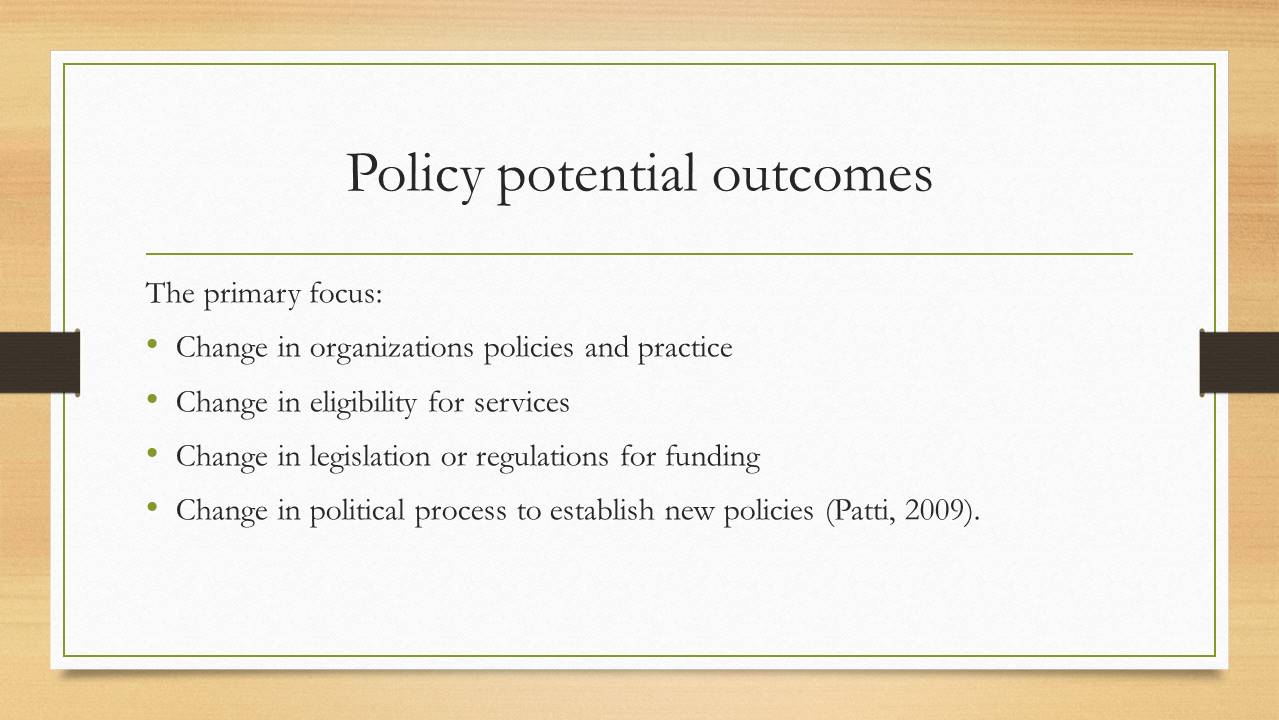 Policy potential outcomes
The primary focus:
• Change in organizations policies and practice
• Change in eligibility for services
• Change in legislation or regulations for funding
• Change in political process to establish new policies (Patti, 2009).